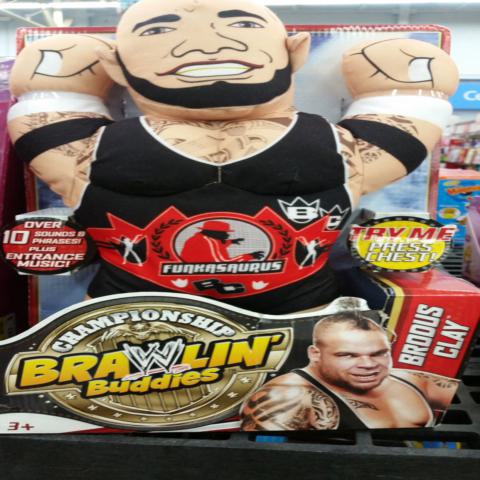 Co
B C
OVER
10 SOUNDS &
PHRASES!
PLUS
ENTRANCE
MUSIC!
TRY ME
PRESS
CHEST!
FUNKASAURUS
BC
CHAMPIONSHIP
BRAWLIN'
Buddies
BRODUS
CLAY
3+